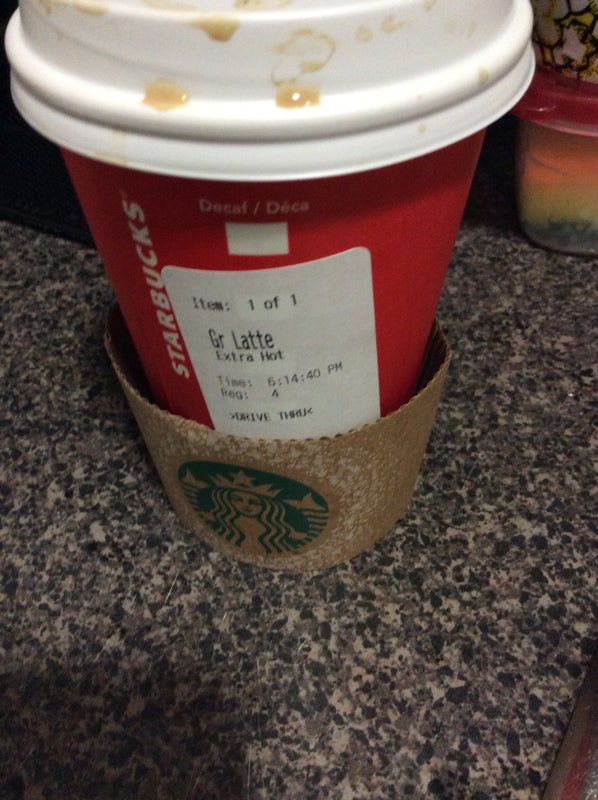 Decaf / Déca
STARBUCKS
Item: 1 of 1
Gr Latte
Extra Hot
Time: 6:14:40 PM
Reg: 4
>DRIVE THRU<